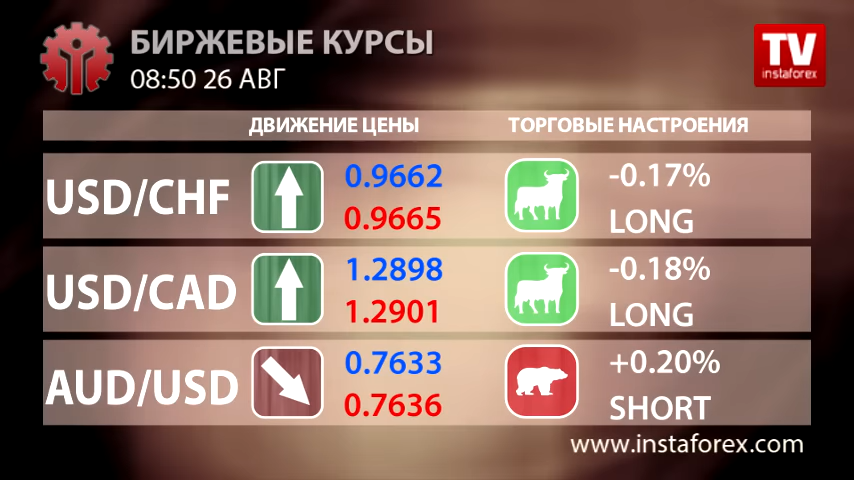 БИРЖЕВЫЕ КУРСЫ
08:50 26 АВГ
TV
instaforex
ДВИЖЕНИЕ ЦЕНЫ ТОРГОВЫЕ НАСТРОЕНИЯ
USD/CHF 0.9662 -0.17%
0.9665 LONG
USD/CAD 1.2898 -0.18%
1.2901 LONG
AUD/USD 0.7633 +0.20%
0.7636 SHORT
www.instaforex.com